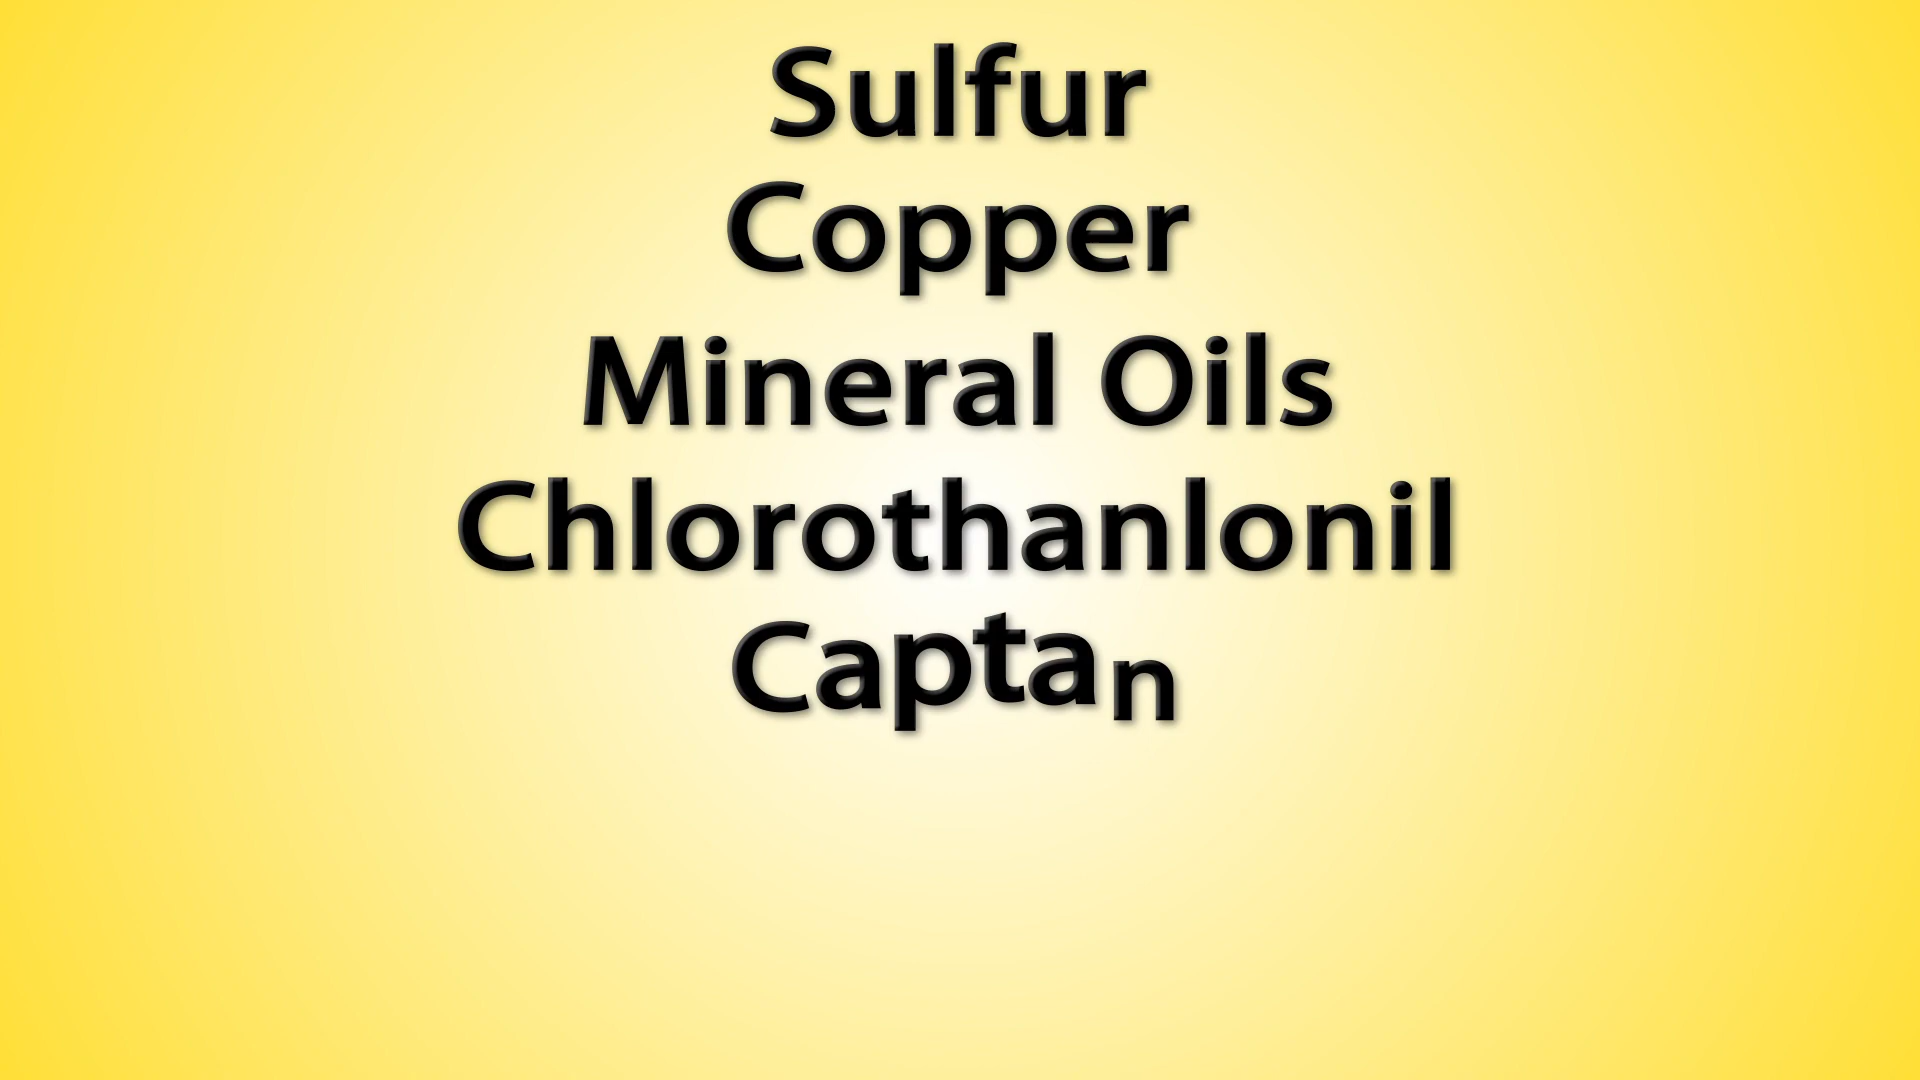 Sulfur
Copper
Mineral Oils
Chlorothanlonil
Captan